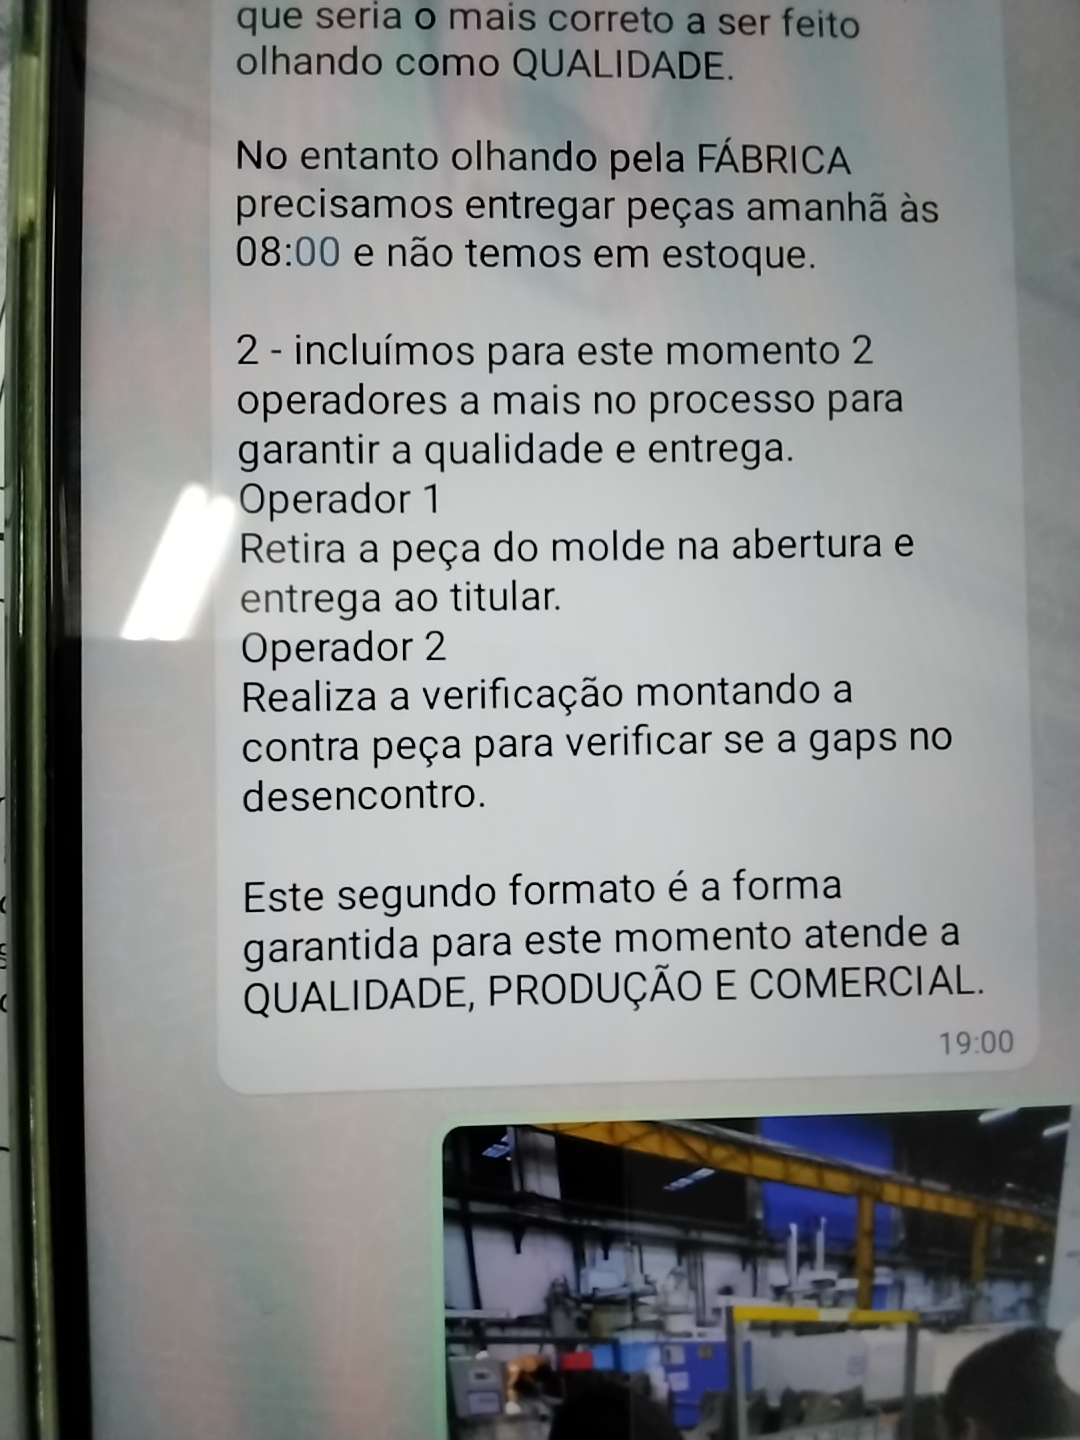 que seria o mais correto a ser feito
olhando como QUALIDADE.
No entanto olhando pela FÁBRICA
precisamos entregar peças amanhã às
08:00 e não temos em estoque.
2 - incluímos para este momento 2
operadores a mais no processo para
garantir a qualidade e entrega.
Operador 1
Retira a peça do molde na abertura e
entrega ao titular.
Operador 2
Realiza a verificação montando a
contra peça para verificar se a gaps no
desencontro.
Este segundo formato é a forma
garantida para este momento atende a
QUALIDADE, PRODUÇÃO E COMERCIAL.
19:00